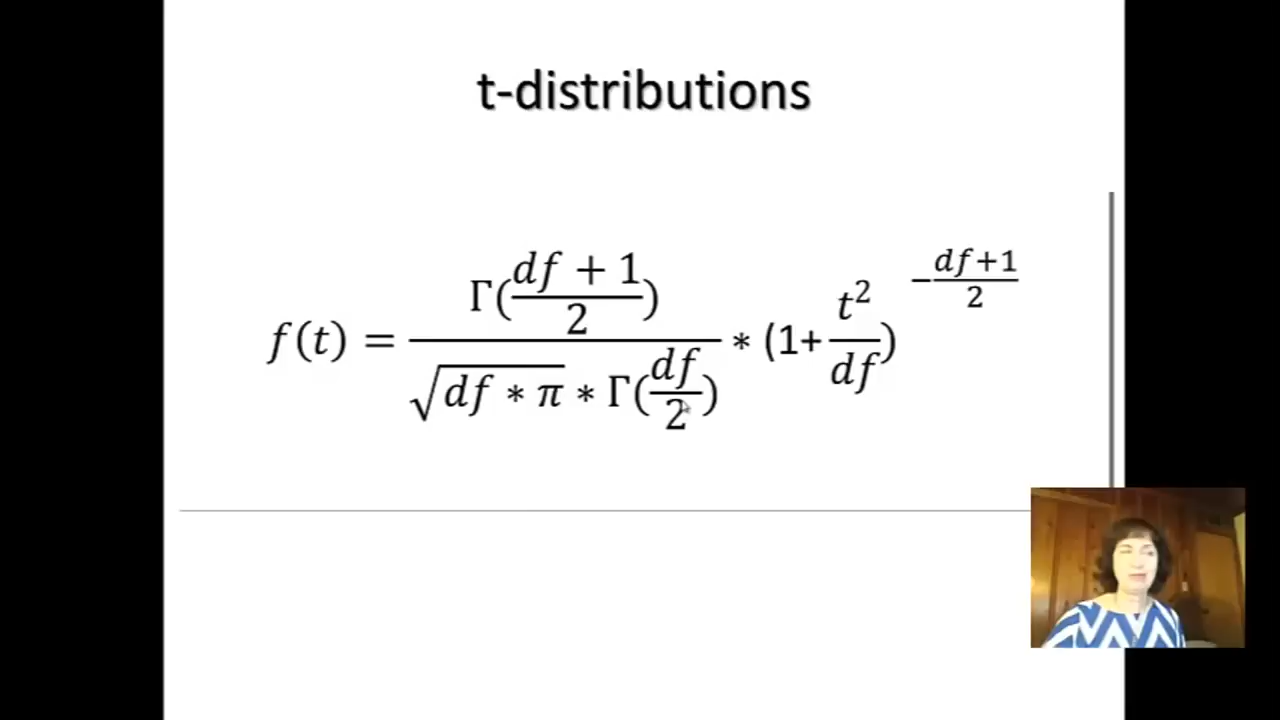 t-distributions
f(t) = Γ((df + 1)/2) / (√(df ∗ π) ∗ Γ(df/2)) ∗ (1+ t²/df)^(−(df+1)/2)